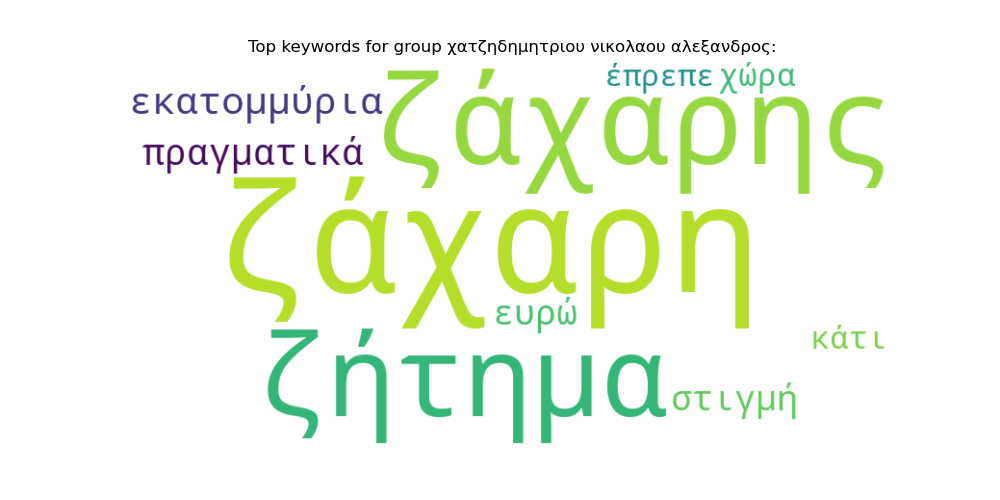 Top keywords for group χατζηδημητριου νικολαου αλεξανδρος:
έπρεπε χώρα
εκατομμύρια ζάχαρης
πραγματικά
ζάχαρη
ευρώ
κάτι
ζήτημα στιγμή